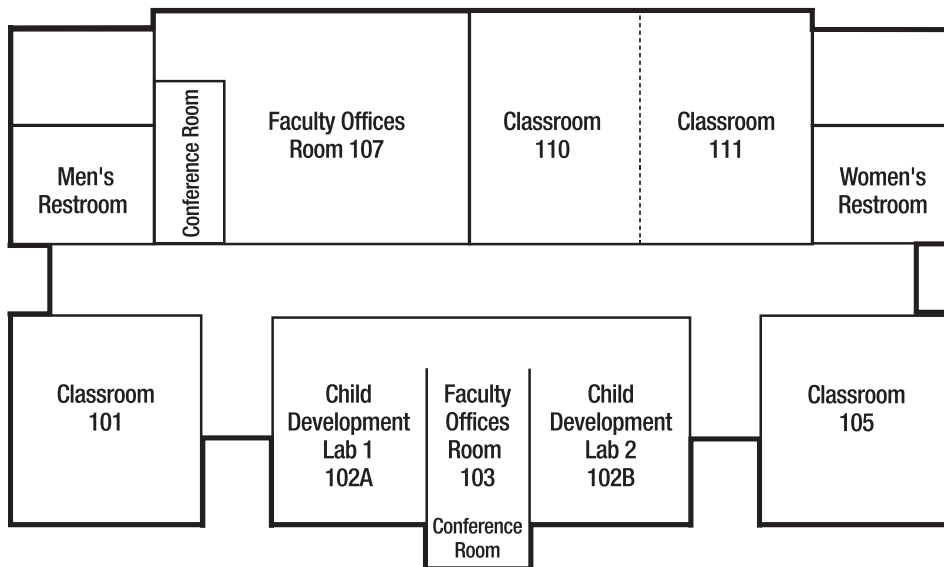 Conference Room
Faculty Offices
Room 107
Classroom
110
Classroom
111
Men's
Restroom
Women's
Restroom
Classroom
101
Child
Development
Lab 1
102A
Faculty
Offices
Room
103
Child
Development
Lab 2
102B
Classroom
105
Conference
Room